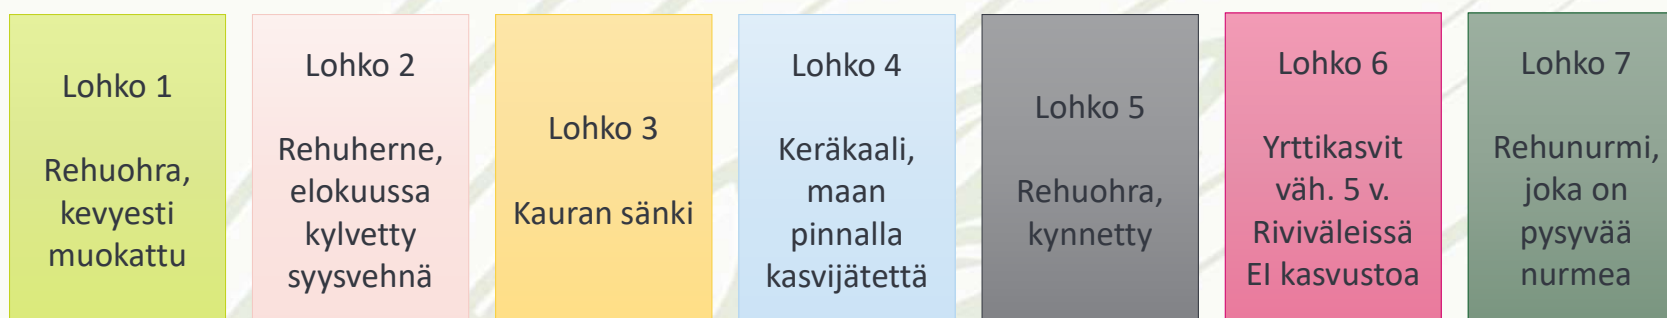 Lohko 1
Rehuohra,
kevyesti
muokattu
Lohko 2
Rehuherne,
elokuussa
kylvetty
syysvehnä
Lohko 3
Kauran sänki
Lohko 4
Keräkaali,
maan
pinnalla
kasvijätettä
Lohko 5
Rehuohra,
kynnetty
Lohko 6
Yrttikasvit
väh. 5 v.
Riviväleissä
EI kasvustoa
Lohko 7
Rehunurmi,
joka on
pysyvää
nurmea